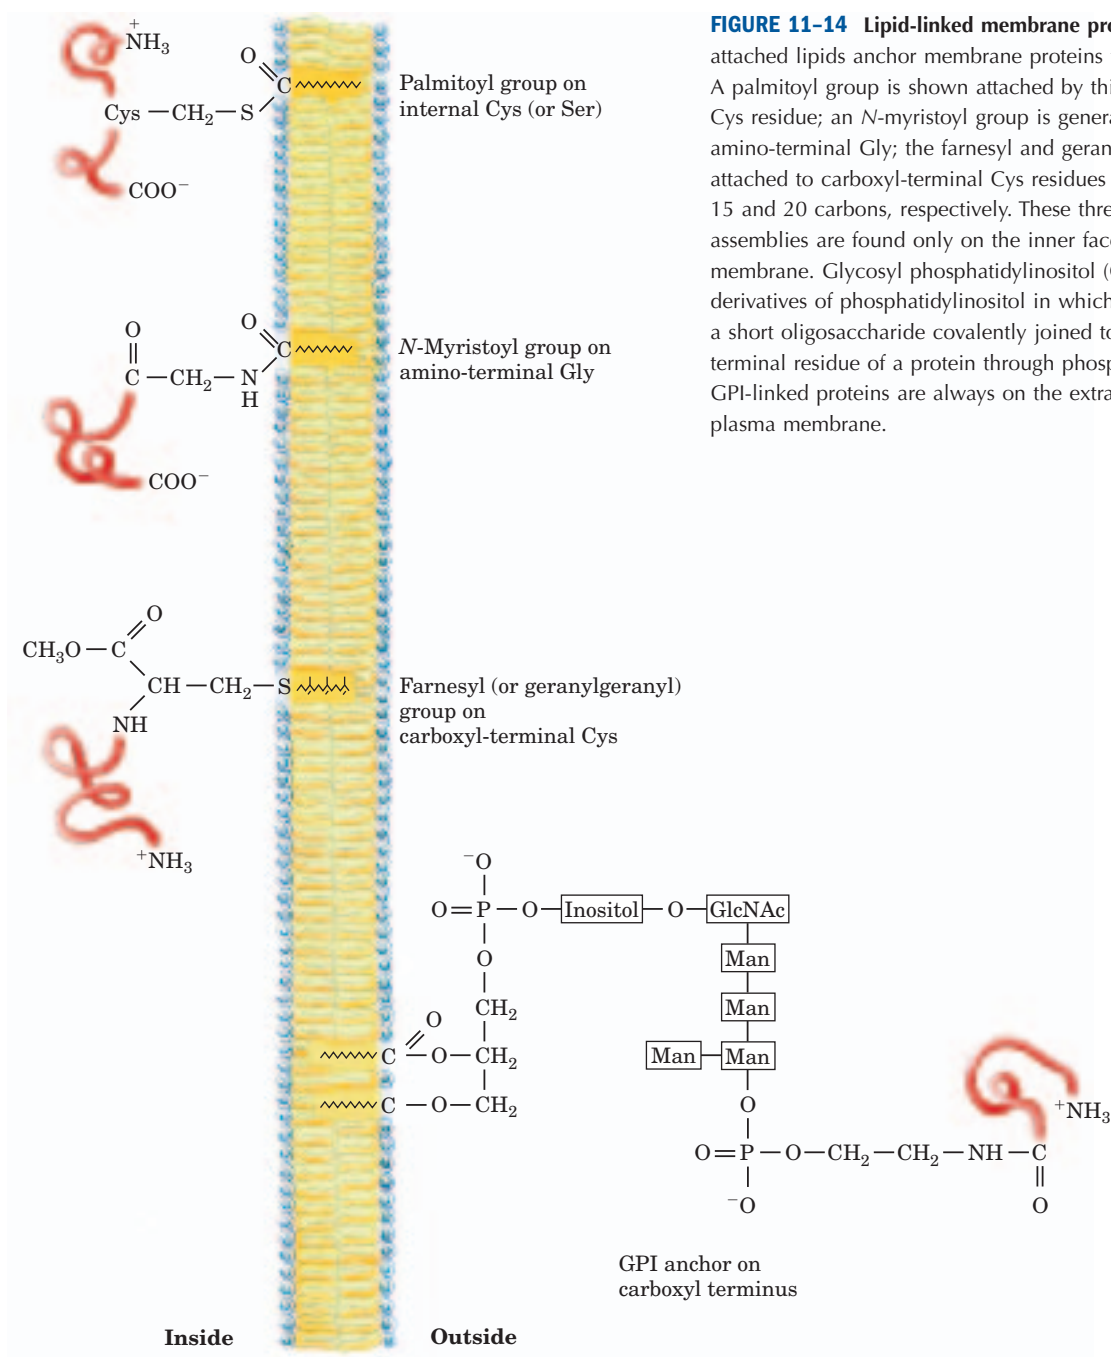 FIGURE 11–14 Lipid-linked membrane pro
attached lipids anchor membrane proteins
A palmitoyl group is shown attached by thi
Cys residue; an N-myristoyl group is genera
amino-terminal Gly; the farnesyl and geran
attached to carboxyl-terminal Cys residues
15 and 20 carbons, respectively. These thre
assemblies are found only on the inner face
membrane. Glycosyl phosphatidylinositol (
derivatives of phosphatidylinositol in which
a short oligosaccharide covalently joined to
terminal residue of a protein through phosp
GPI-linked proteins are always on the extra
plasma membrane.
+NH3
O
C
Cys—CH2—S
COO−
Palmitoyl group on
internal Cys (or Ser)
O
O
C—CH2—N
C
H
COO−
N-Myristoyl group on
amino-terminal Gly
O
CH3O—C
CH—CH2—S
NH
+NH3
Farnesyl (or geranylgeranyl)
group on
carboxyl-terminal Cys
−O
O=P—O—Inositol—O—GlcNAc
O
Man
CH2
Man
O
C—O—CH2
Man—Man
C—O—CH2
O
+NH3
O=P—O—CH2—CH2—NH—C
−O
O
GPI anchor on
carboxyl terminus
Inside
Outside